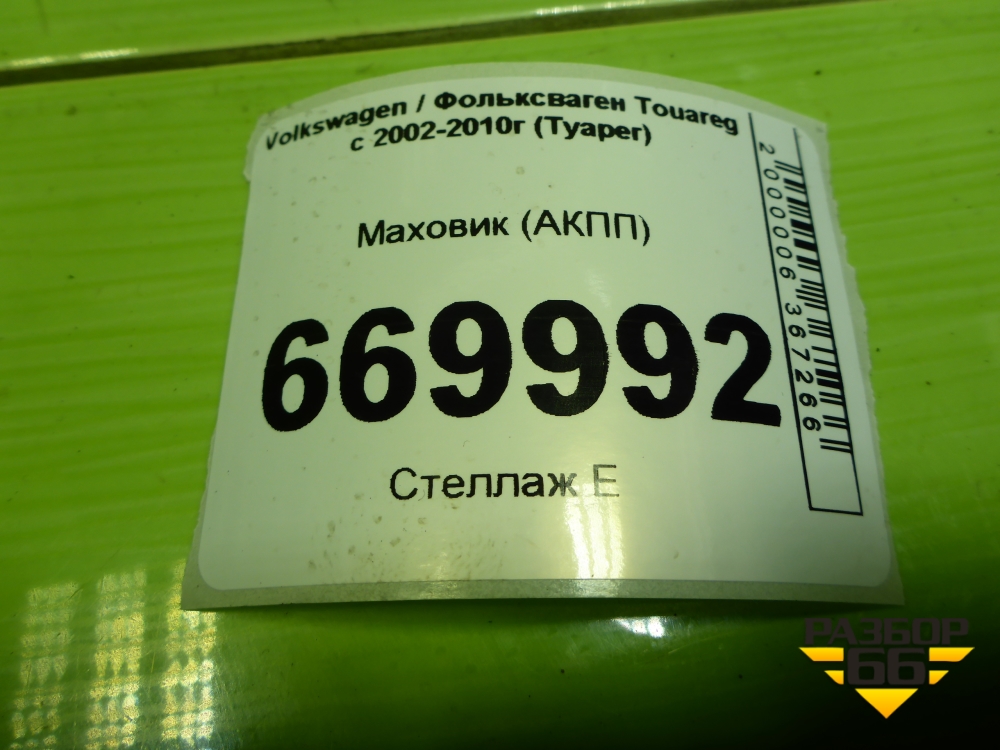 Volkswagen / Фольксваген Touareg
с 2002-2010г (Туарег)
Маховик (АКПП)
669992
Стеллаж Е
2000006367266
РАЗБОР
66